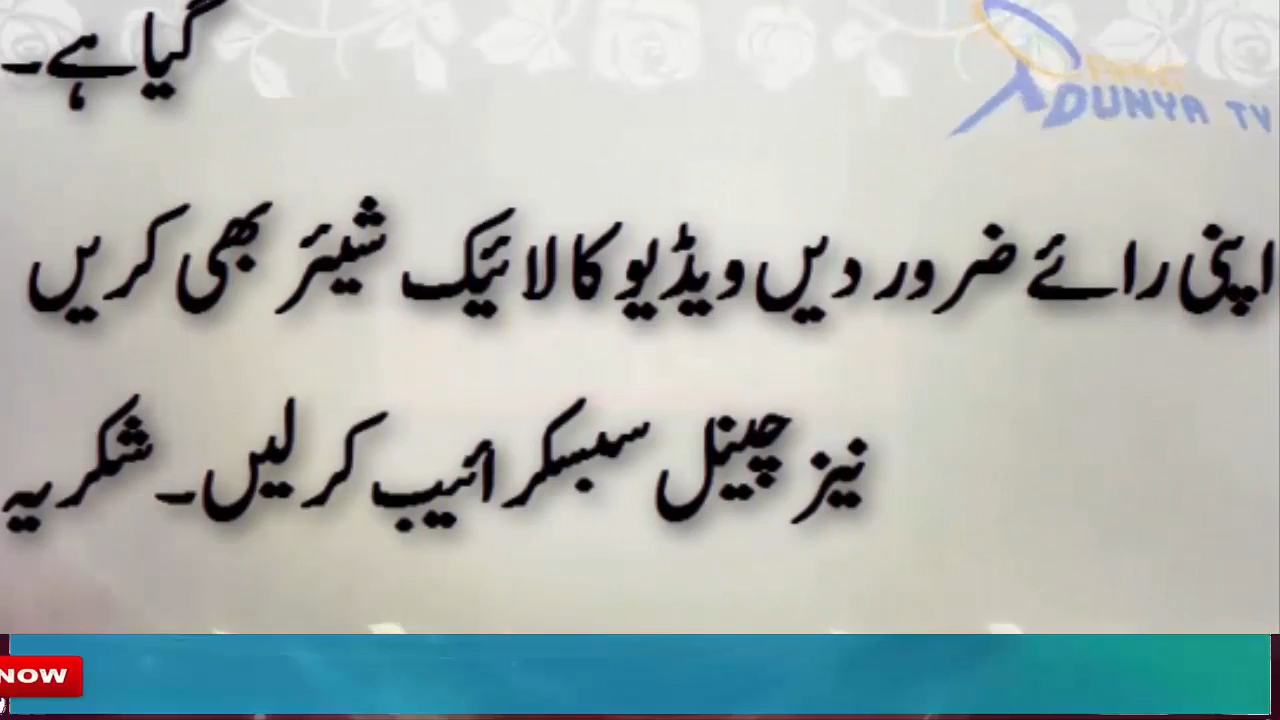 گیا ہے۔
DUNYA TV
اپنی رائے ضرور دیں ویڈیو کا لائیک شیئر بھی کریں
نیز چینل سبسکرائیب کر لیں۔ شکریہ
NOW